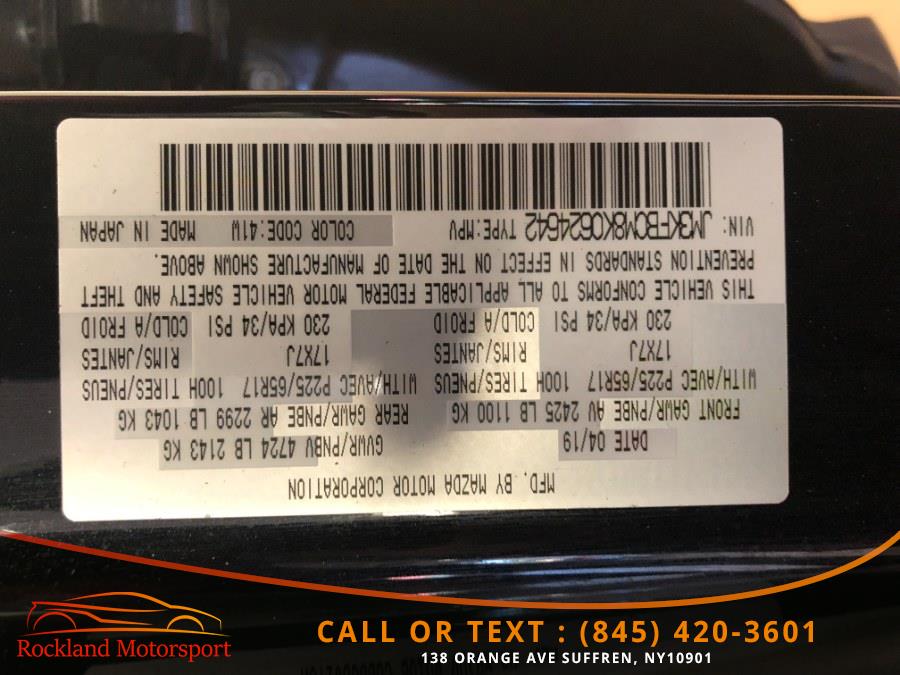 MFD. BY MAZDA MOTOR CORPORATION
DATE 04/19 GVWR/PNBV 4724 LB 2143 KG
FRONT GAWR/PNBE AV 2425 LB 1100 KG REAR GAWR/PNBE AR 2299 LB 1043 KG
WITH/AVEC P225/65R17 100H TIRES/PNEUS WITH/AVEC P225/65R17 100H TIRES/PNEUS
17X7J RIMS/JANTES 17X7J RIMS/JANTES
230 KPA/34 PSI COLD/A FROID 230 KPA/34 PSI COLD/A FROID
THIS VEHICLE CONFORMS TO ALL APPLICABLE FEDERAL MOTOR VEHICLE SAFETY AND THEFT
PREVENTION STANDARDS IN EFFECT ON THE DATE OF MANUFACTURE SHOWN ABOVE.
VIN: JM3KFBCM8K0624642 TYPE:MPV COLOR CODE:41W MADE IN JAPAN
Rockland Motorsport
CALL OR TEXT : (845) 420-3601
138 ORANGE AVE SUFFREN, NY10901